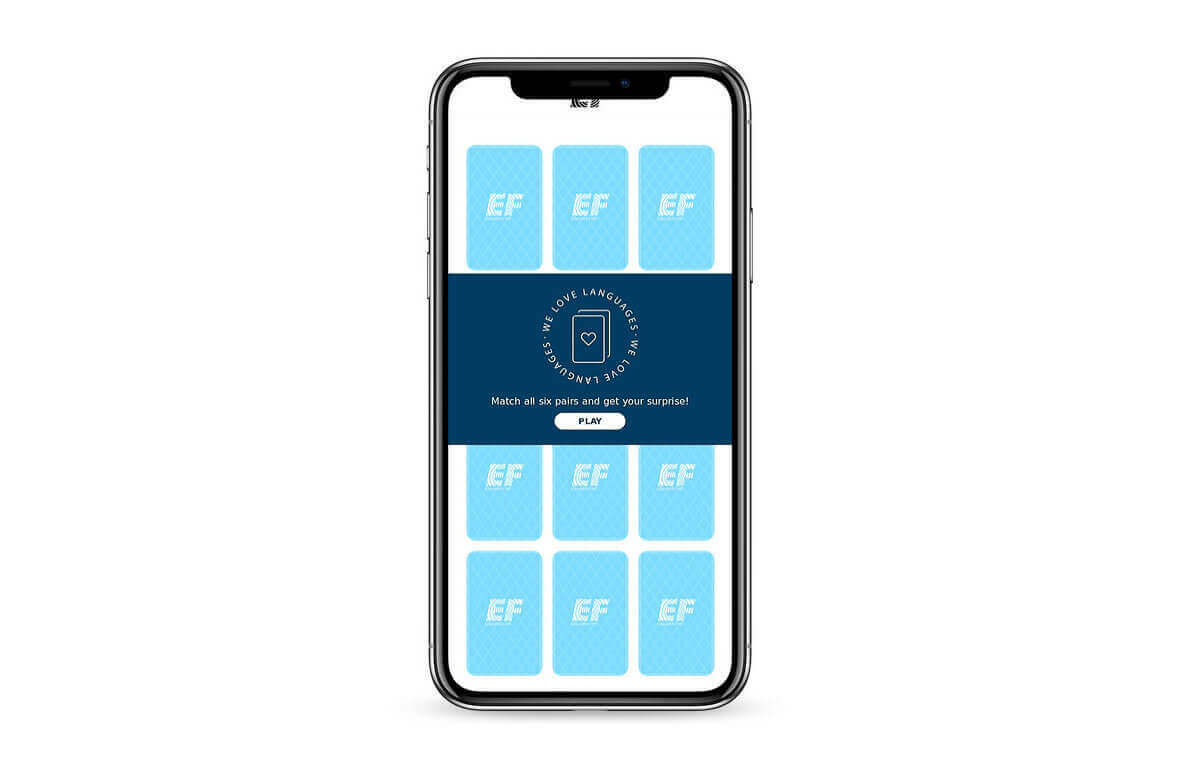 EF
EF EF EF
WE LOVE LANGUAGES · WE LOVE LANGUAGES ·
Match all six pairs and get your surprise!
PLAY
EF EF EF
EF EF EF